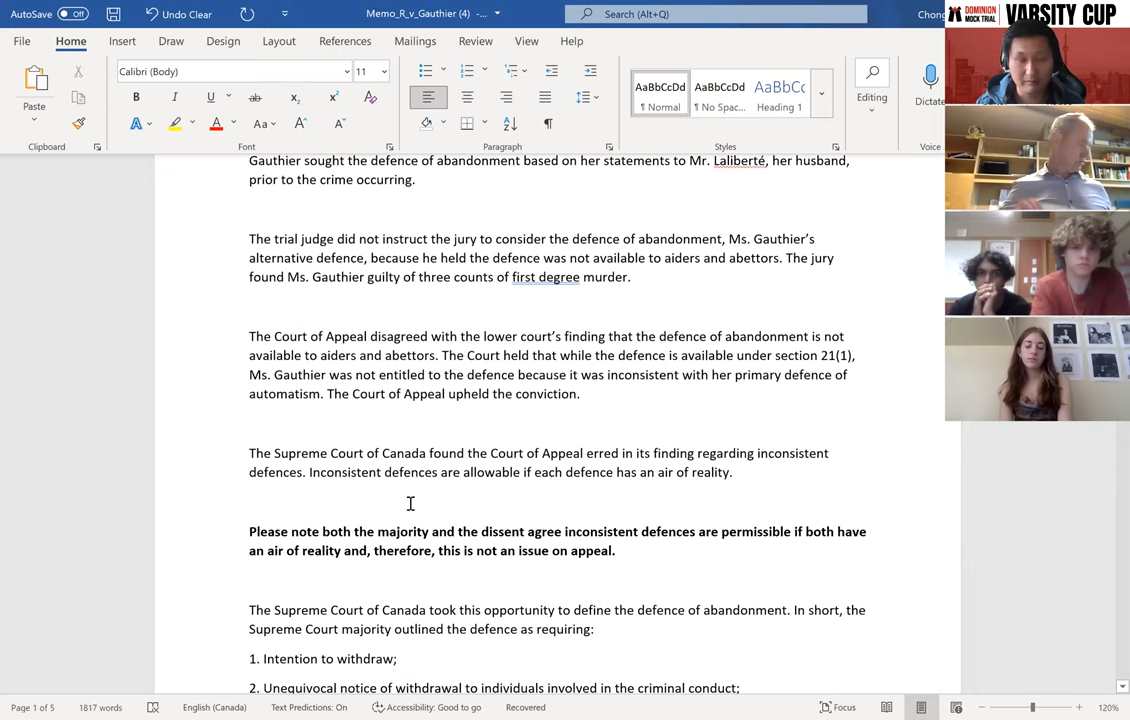 AutoSave Off Undo Clear Memo_R_v_Gauthier (4) -... Search (Alt+Q) Chong
DOMINION MOCK TRIAL VARSITY CUP
File Home Insert Draw Design Layout References Mailings Review View Help
Calibri (Body) 11 AaBbCcDd AaBbCcDd AaBbCc
Paste B I U ab x₂ x² ¶ Normal ¶ No Spac... Heading 1 Editing Dictate
A A Aa A A
Clipboard Font Paragraph Styles Voice
Gauthier sought the defence of abandonment based on her statements to Mr. Laliberté, her husband,
prior to the crime occurring.
The trial judge did not instruct the jury to consider the defence of abandonment, Ms. Gauthier's
alternative defence, because he held the defence was not available to aiders and abettors. The jury
found Ms. Gauthier guilty of three counts of first degree murder.
The Court of Appeal disagreed with the lower court's finding that the defence of abandonment is not
available to aiders and abettors. The Court held that while the defence is available under section 21(1),
Ms. Gauthier was not entitled to the defence because it was inconsistent with her primary defence of
automatism. The Court of Appeal upheld the conviction.
The Supreme Court of Canada found the Court of Appeal erred in its finding regarding inconsistent
defences. Inconsistent defences are allowable if each defence has an air of reality.
Please note both the majority and the dissent agree inconsistent defences are permissible if both have
an air of reality and, therefore, this is not an issue on appeal.
The Supreme Court of Canada took this opportunity to define the defence of abandonment. In short, the
Supreme Court majority outlined the defence as requiring:
1. Intention to withdraw;
2. Unequivocal notice of withdrawal to individuals involved in the criminal conduct;
Page 1 of 5 1817 words English (Canada) Text Predictions: On Accessibility: Good to go Recovered Focus 120%